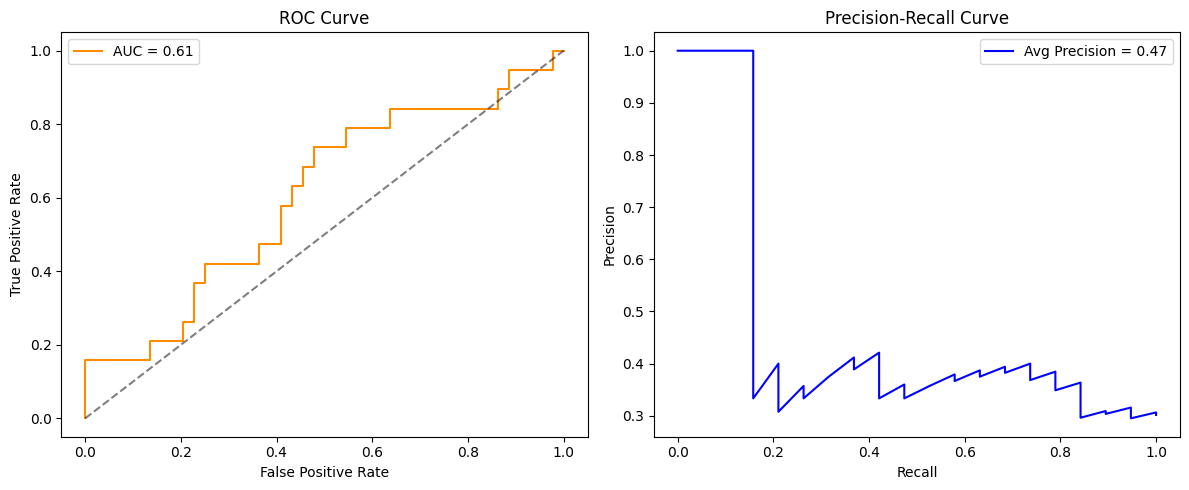 ROC Curve
AUC = 0.61
1.0
0.8
0.6
0.4
0.2
0.0
True Positive Rate
0.0 0.2 0.4 0.6 0.8 1.0
False Positive Rate
Precision-Recall Curve
Avg Precision = 0.47
1.0
0.9
0.8
0.7
0.6
0.5
0.4
0.3
Precision
0.0 0.2 0.4 0.6 0.8 1.0
Recall